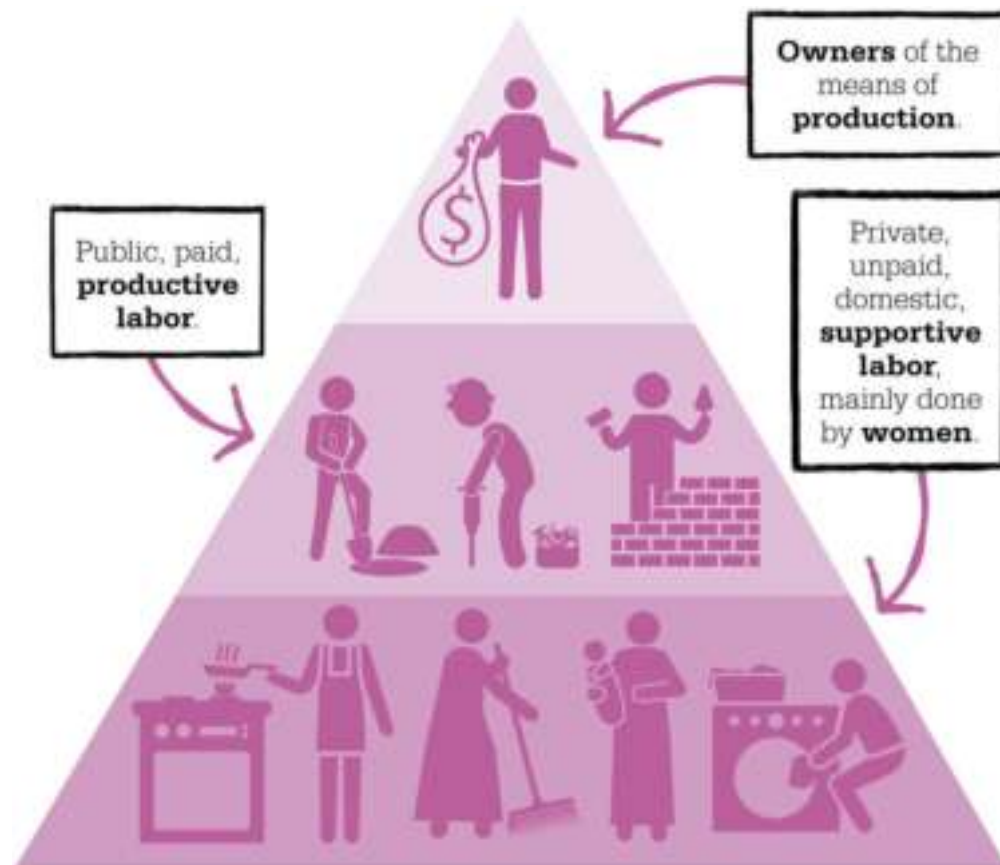 Owners of the
means of
production.
Public, paid,
productive
labor.
Private,
unpaid,
domestic,
supportive
labor,
mainly done
by women.
$